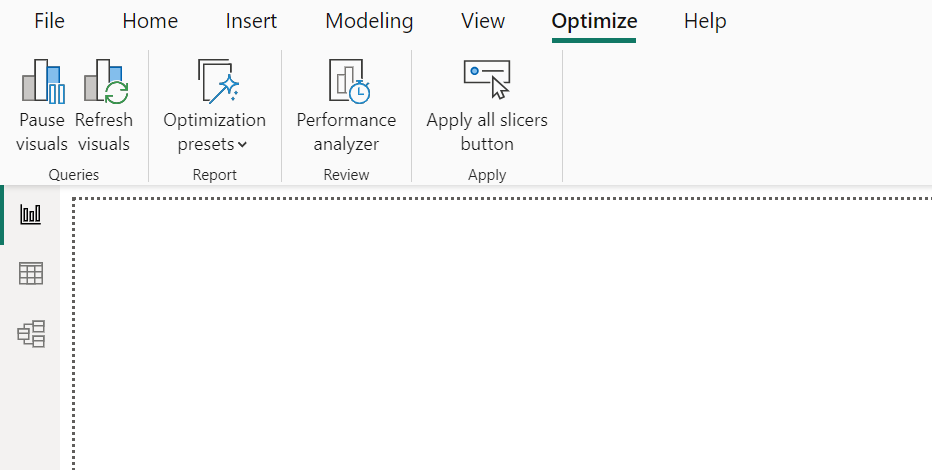 File Home Insert Modeling View Optimize Help
Pause visuals
Refresh visuals
Optimization presets
Performance analyzer
Apply all slicers button
Queries
Report
Review
Apply